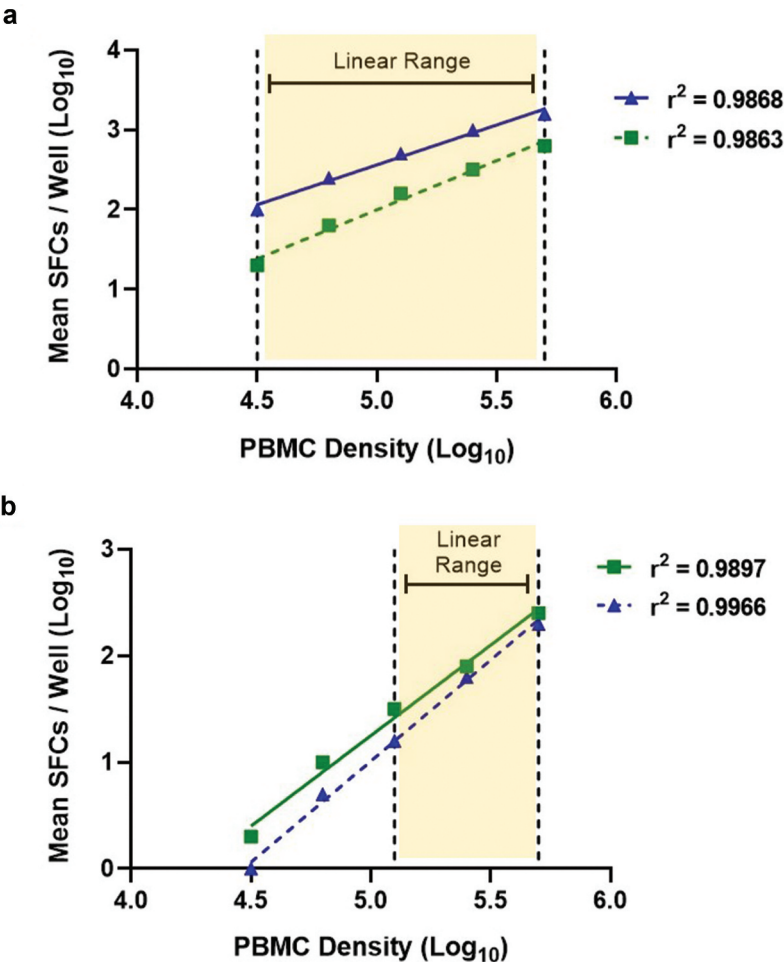 a
Linear Range
r² = 0.9868
r² = 0.9863
Mean SFCs / Well (Log₁₀)
4
3
2
1
0
4.0 4.5 5.0 5.5 6.0
PBMC Density (Log₁₀)
b
Linear
Range
r² = 0.9897
r² = 0.9966
Mean SFCs / Well (Log₁₀)
3
2
1
0
4.0 4.5 5.0 5.5 6.0
PBMC Density (Log₁₀)